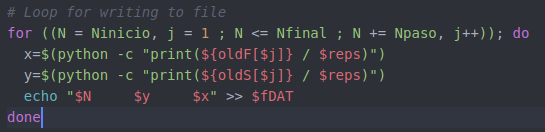 # Loop for writing to file
for ((N = Ninicio, j = 1 ; N <= Nfinal ; N += Npaso, j++)); do
  x=$(python -c "print(${oldF[$j]} / $reps)")
  y=$(python -c "print(${oldS[$j]} / $reps)")
  echo "$N     $y     $x" >> $fDAT
done